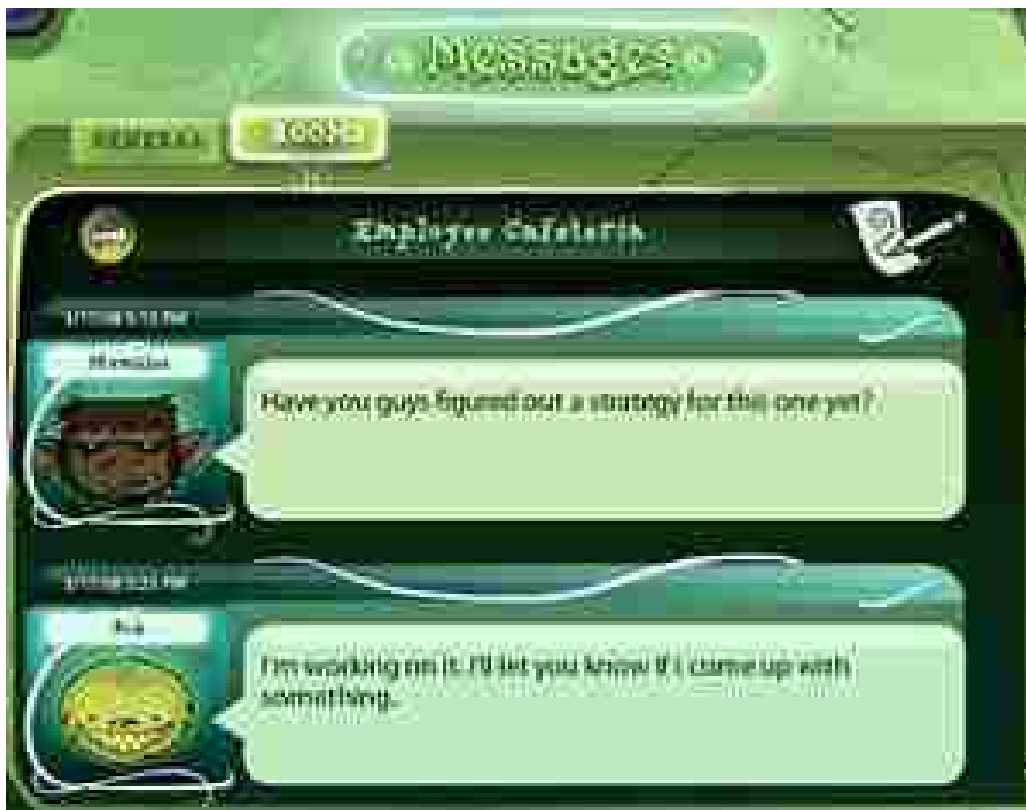 Messages
GENERAL
Employee Cafeteria
Have you guys figured out a strategy for this one yet?
I'm working on it. I'll let you know if I come up with
something.